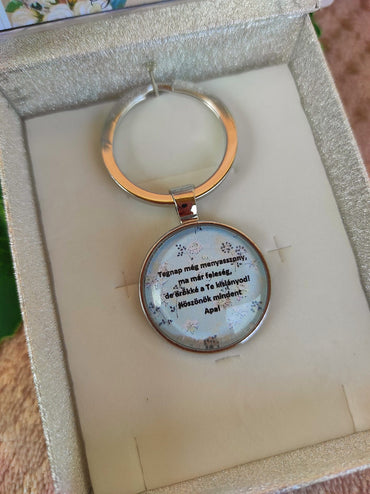 Tegnap még menyasszony,
ma már feleség,
de örökké a Te kislányod!
Köszönök mindent
Apa!